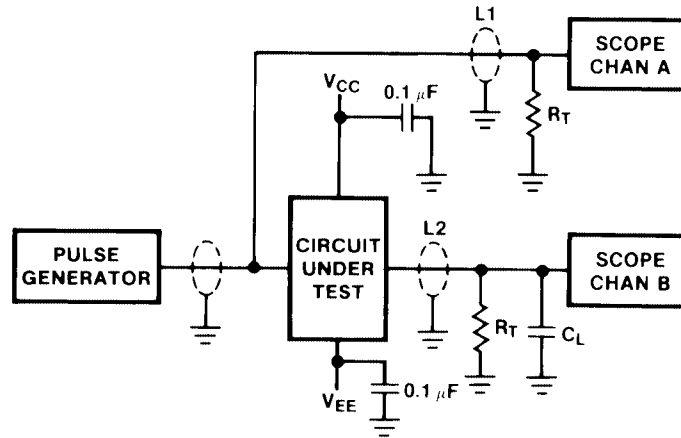 L1
SCOPE
CHAN A
VCC
0.1 μF
RT
PULSE
GENERATOR
CIRCUIT
UNDER
TEST
L2
SCOPE
CHAN B
RT
CL
VEE
0.1 μF